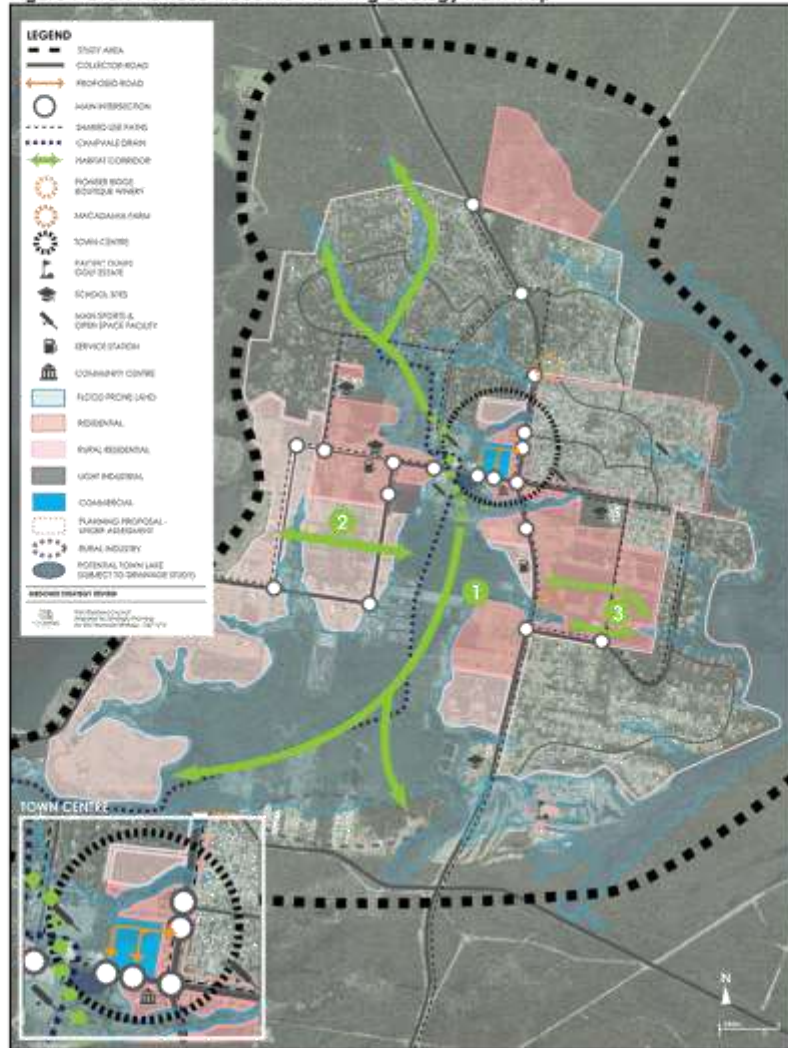 LEGEND
STUDY AREA
COLLECTOR ROAD
PROPOSED ROAD
MAIN INTERSECTION
SHARED USE PATHS
CAMPVALE DRAIN
HABITAT CORRIDOR
PIONEER RIDGE
BOUTIQUE WINERY
MACADAMIA FARM
TOWN CENTRE
PACIFIC DUNES
GOLF ESTATE
SCHOOL SITES
MAIN SPORTS &
OPEN SPACE FACILITY
SERVICE STATION
COMMUNITY CENTRE
FLOOD PRONE LAND
RESIDENTIAL
RURAL RESIDENTIAL
LIGHT INDUSTRIAL
COMMERCIAL
PLANNING PROPOSAL -
UNDER ASSESSMENT
RURAL INDUSTRY
POTENTIAL TOWN LAKE
(SUBJECT TO DRAINAGE STUDY)
2
1
3
TOWN CENTRE
N